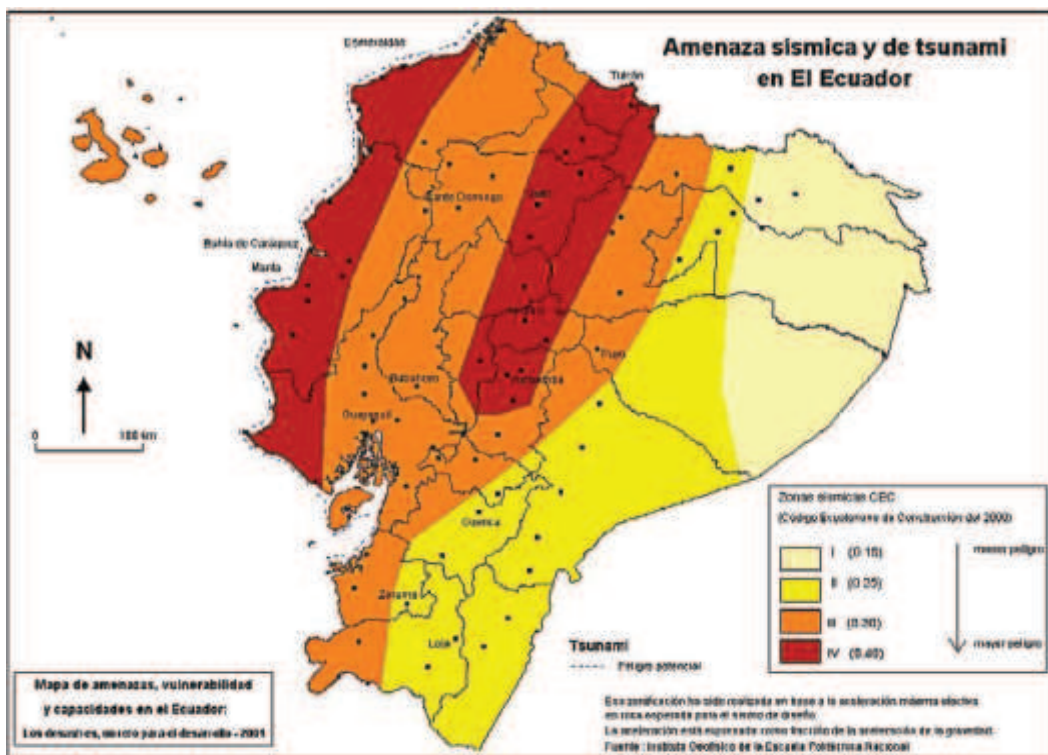 Amenaza sísmica y de tsunami
en El Ecuador
Esmeraldas
Tulcán
Santo Domingo
Quito
Bahía de Caráquez
Manta
N
0 100 km
Ambato
Puyo
Riobamba
Babahoyo
Guayaquil
Cuenca
Zaruma
Loja
Zonas sísmicas CEC
(Código Ecuatoriano de Construcción del 2000)
I (0.15)
II (0.25)
III (0.30)
IV (0.40)
menor peligro
mayor peligro
Tsunami
Peligro potencial
Mapa de amenazas, vulnerabilidad
y capacidades en el Ecuador:
Los desastres, un reto para el desarrollo - 2001
Esa zonificación ha sido realizada en base a la aceleración máxima efectiva
en roca esperada para el sismo de diseño.
La aceleración está expresada como fracción de la aceleración de la gravedad.
Fuente : Instituto Geofísico de la Escuela Politécnica Nacional